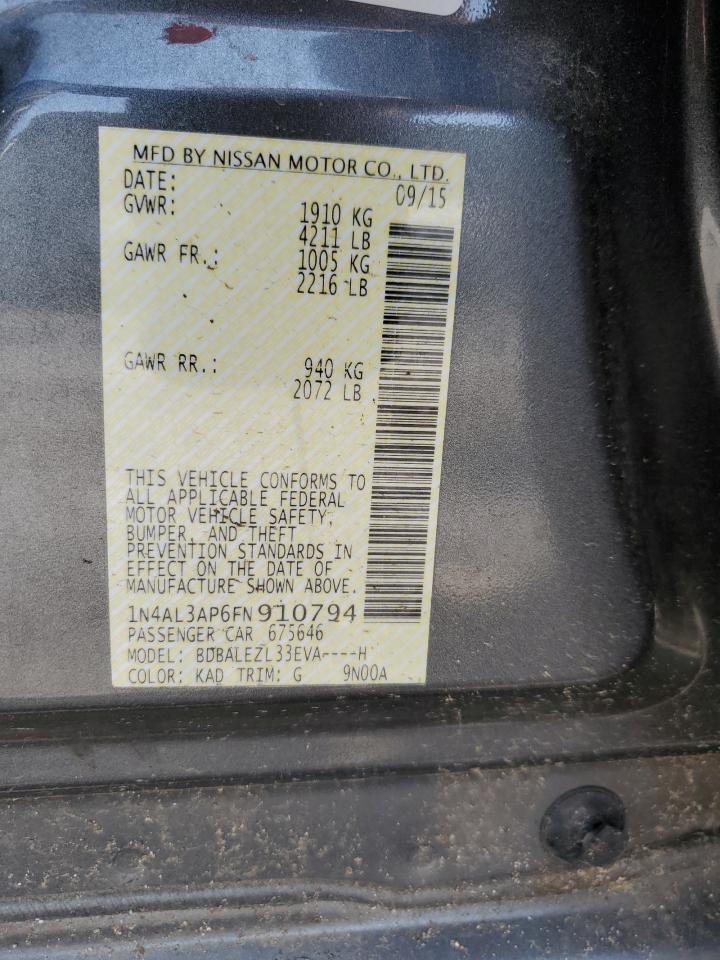 MFD BY NISSAN MOTOR CO., LTD.
DATE: 09/15
GVWR: 1910 KG
4211 LB
GAWR FR.: 1005 KG
2216 LB
GAWR RR.: 940 KG
2072 LB
THIS VEHICLE CONFORMS TO
ALL APPLICABLE FEDERAL
MOTOR VEHICLE SAFETY,
BUMPER, AND THEFT
PREVENTION STANDARDS IN
EFFECT ON THE DATE OF
MANUFACTURE SHOWN ABOVE.
1N4AL3AP6FN910794
PASSENGER CAR 675646
MODEL: BDBALEZL33EVA----H
COLOR: KAD TRIM: G 9N00A